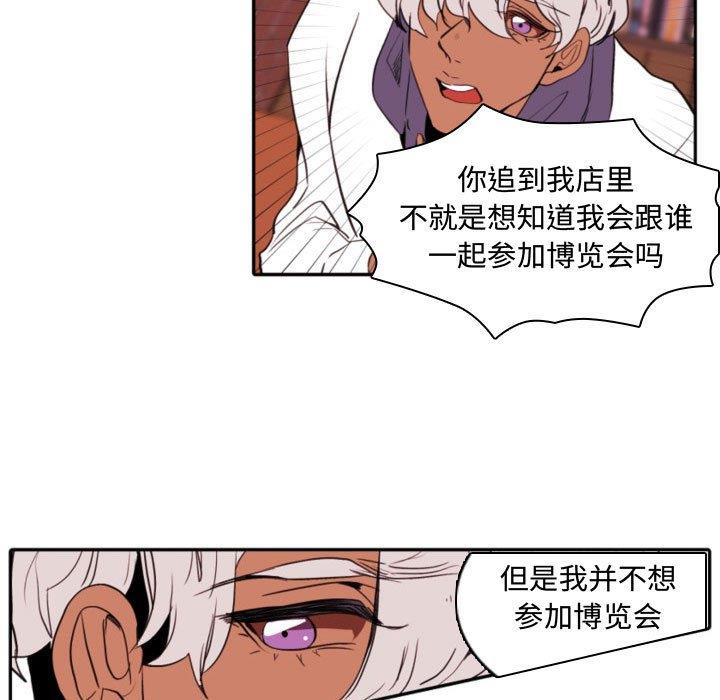 你追到我店里
不就是想知道我会跟谁
一起参加博览会吗
但是我并不想
参加博览会